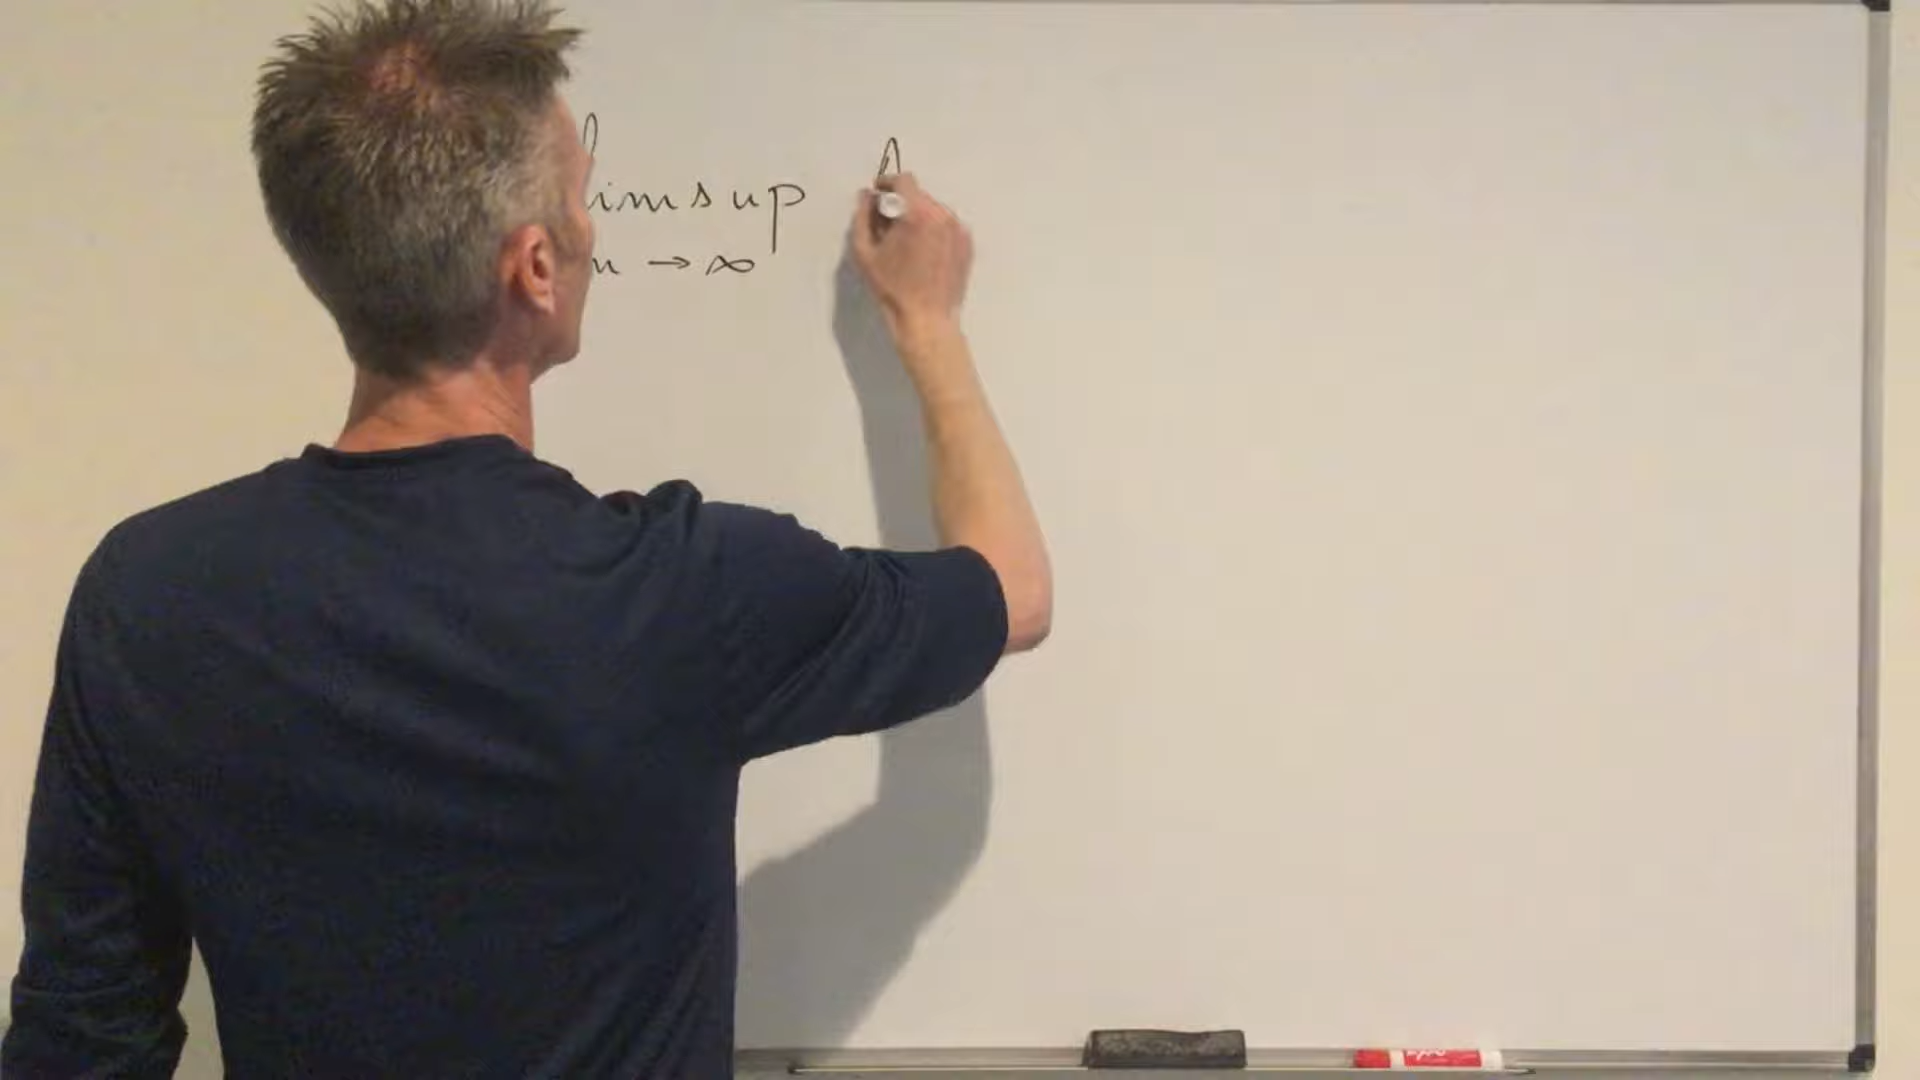 limsup A
n → ∞